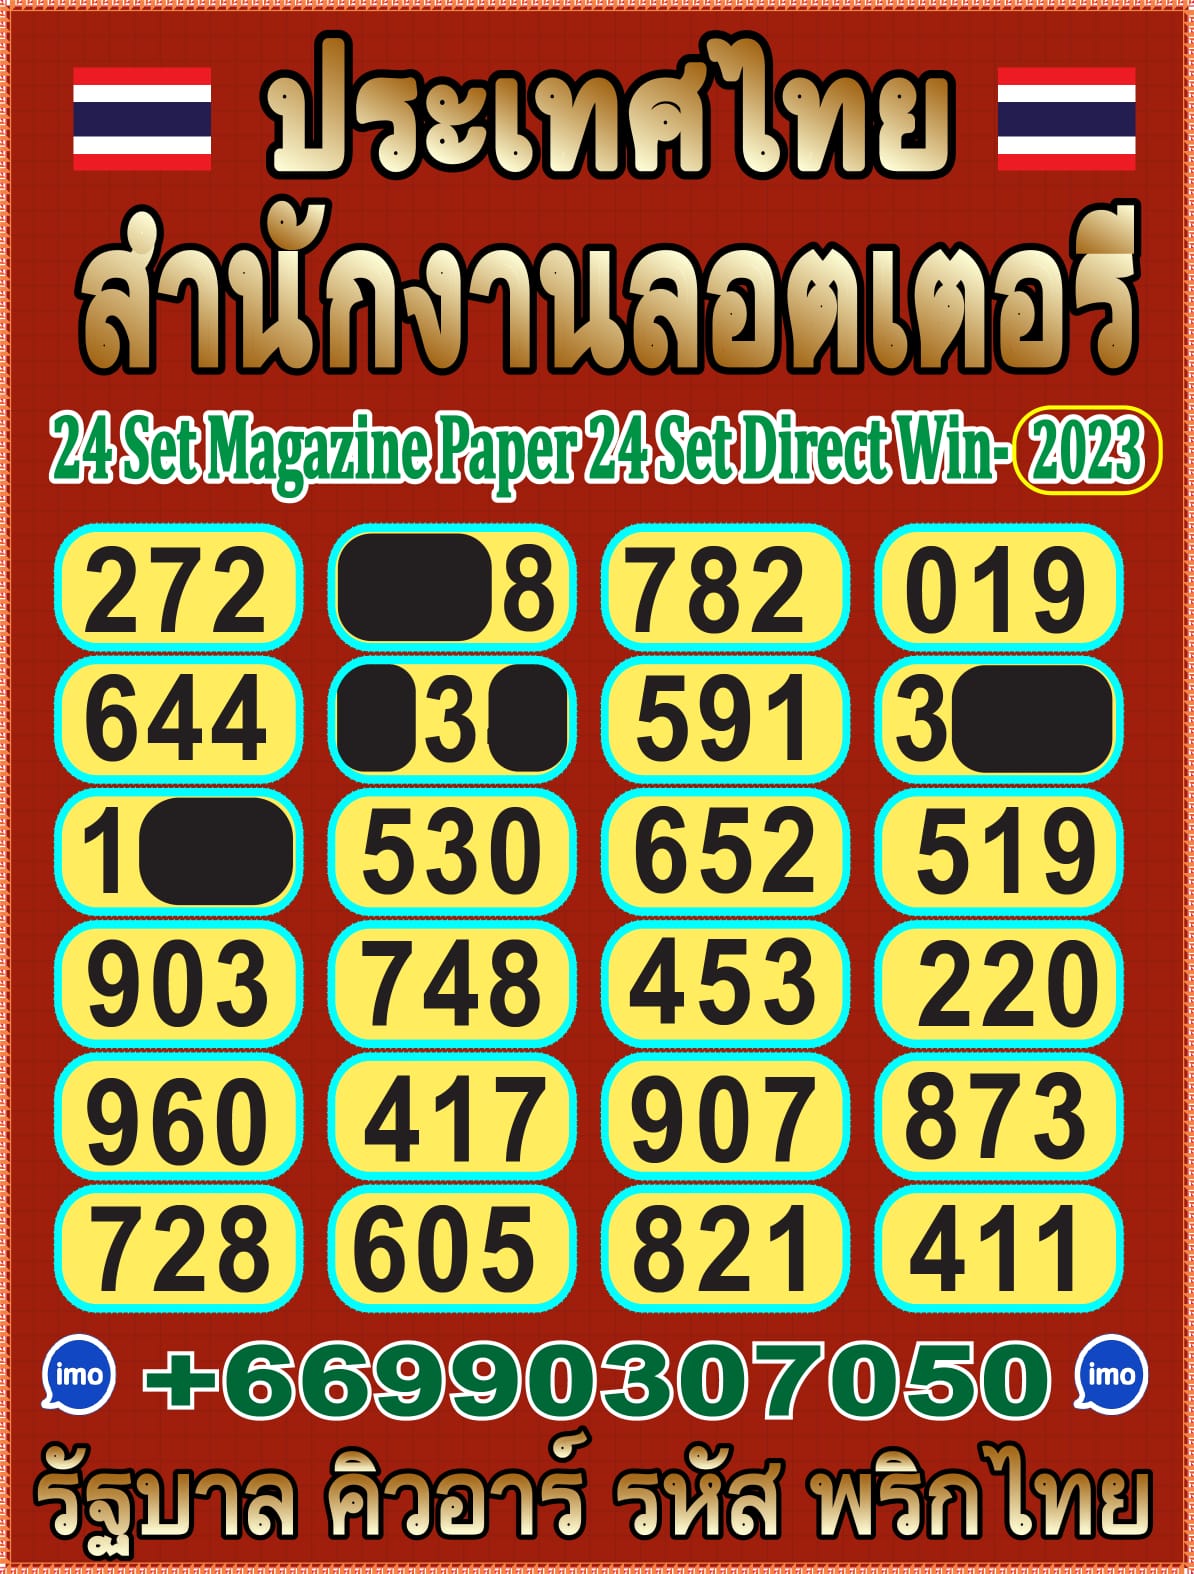 ประเทศไทย
สำนักงานลอตเตอรี
24 Set Magazine Paper 24 Set Direct Win- 2023
272 8 782 019
644 3 591 3
1 530 652 519
903 748 453 220
960 417 907 873
728 605 821 411
imo +66990307050 imo
รัฐบาล คิวอาร์ รหัส พริกไทย